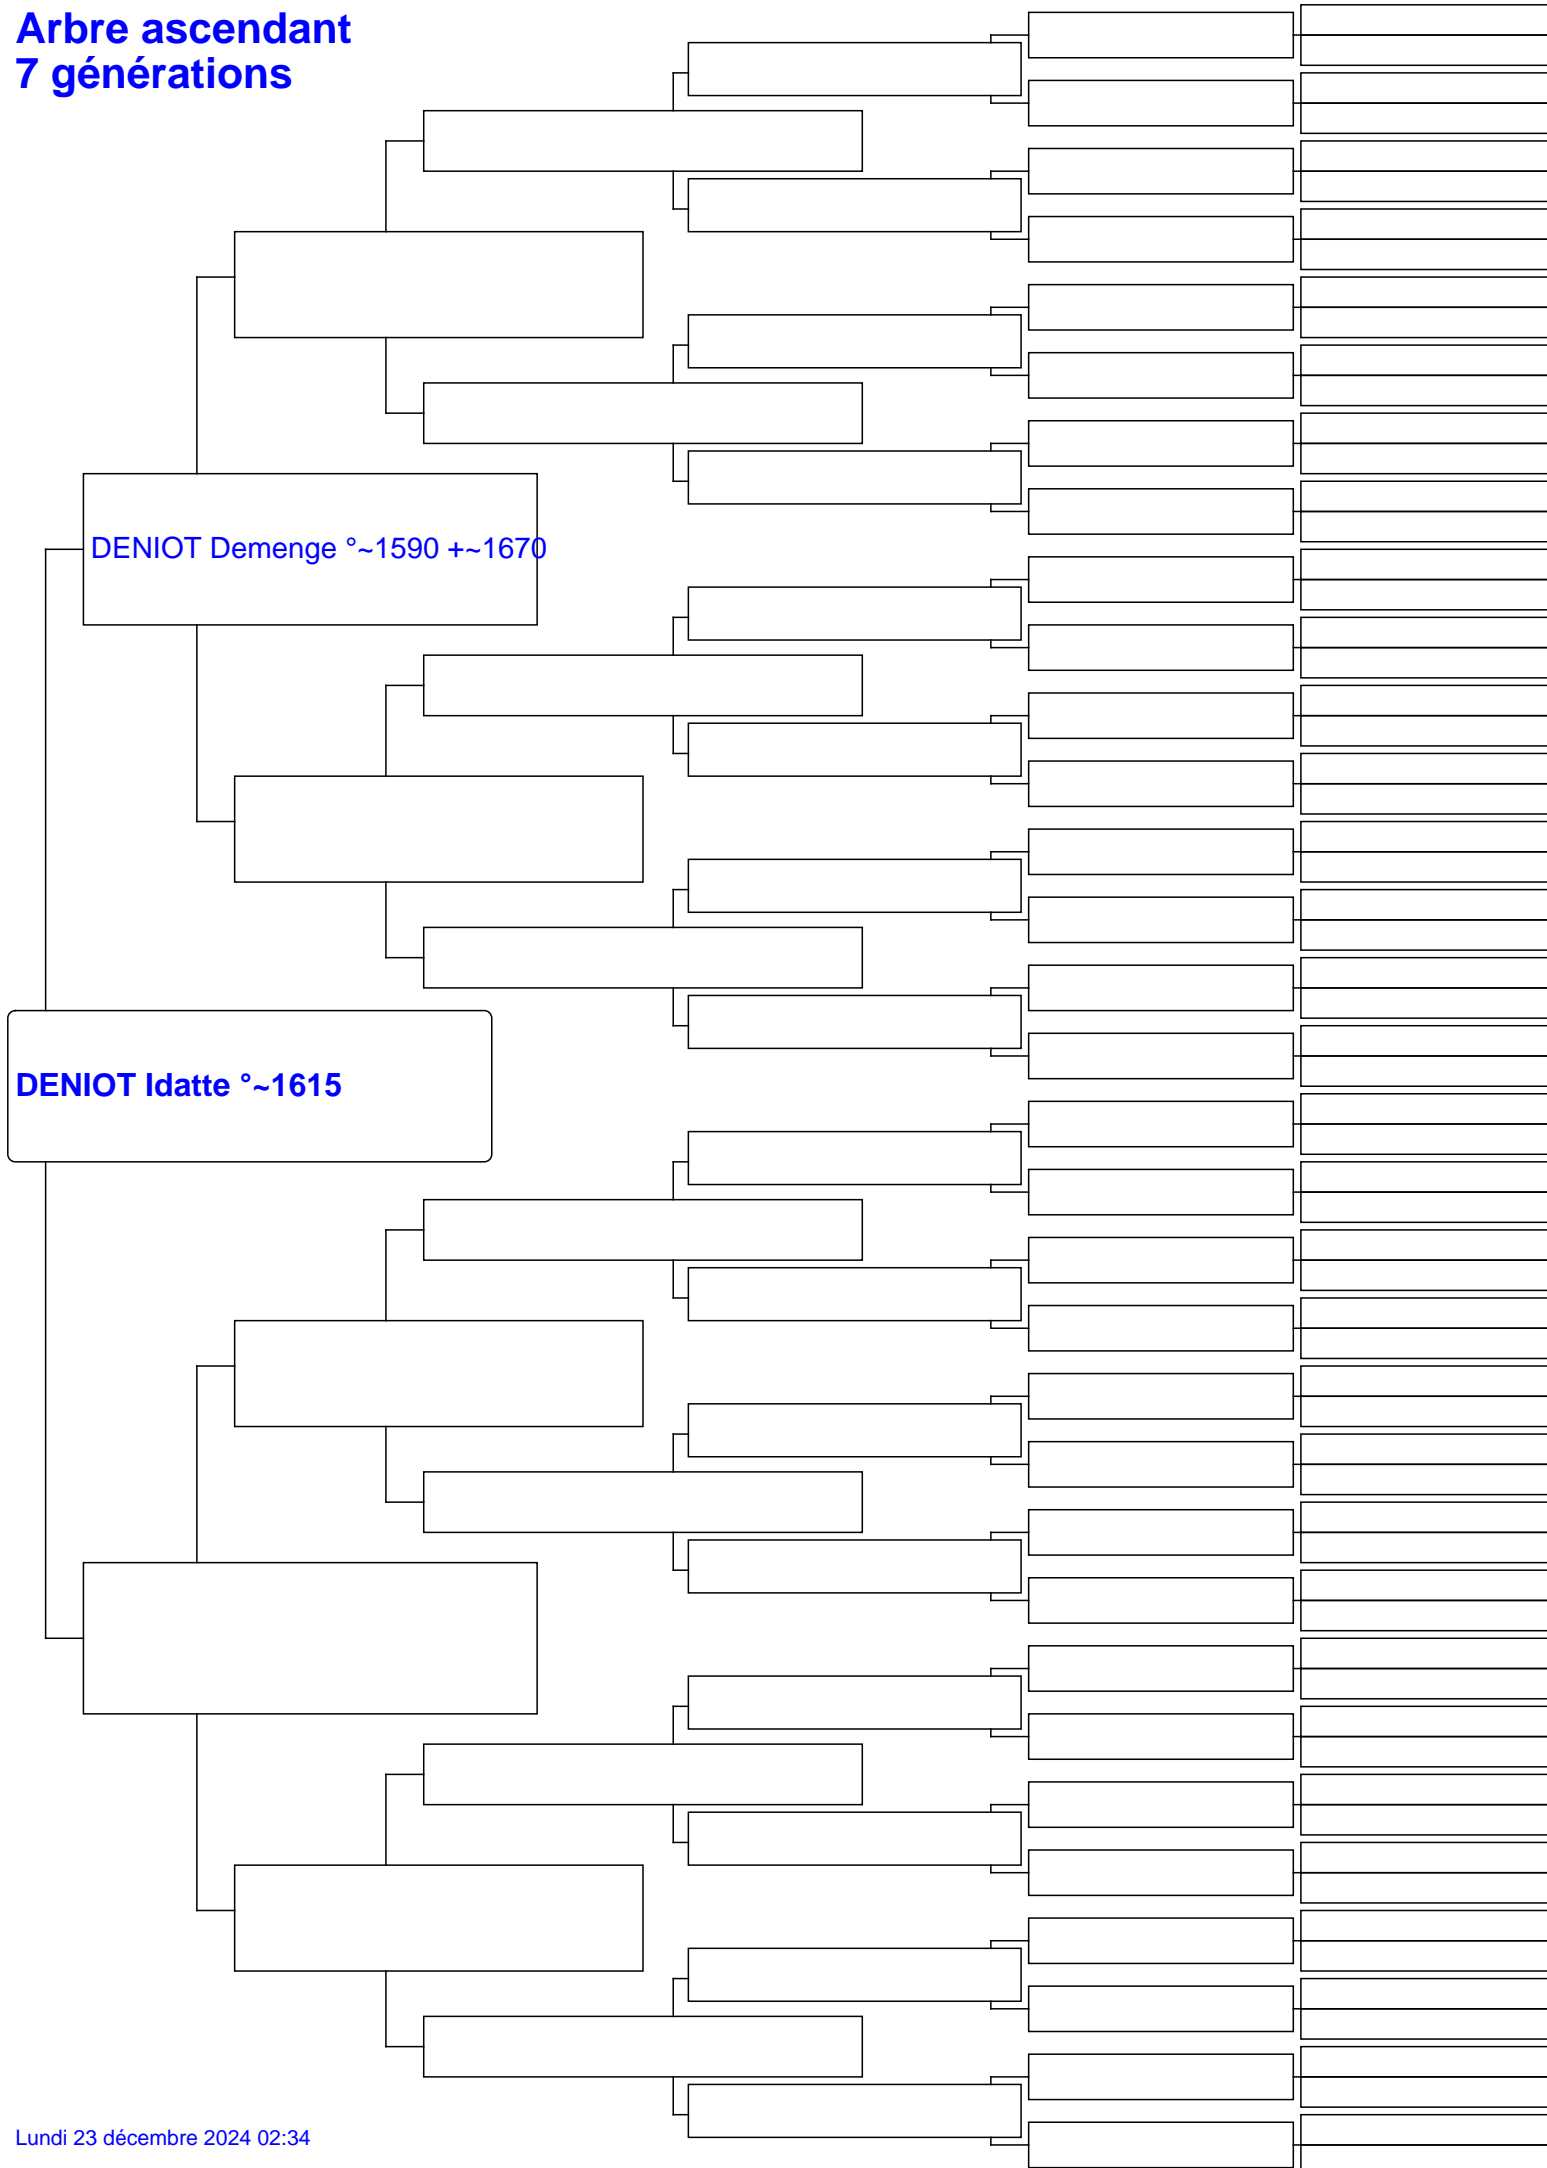 Arbre ascendant
7 générations
DENIOT Demenge °~1590 +~1670
DENIOT Idatte °~1615
Lundi 23 décembre 2024 02:34